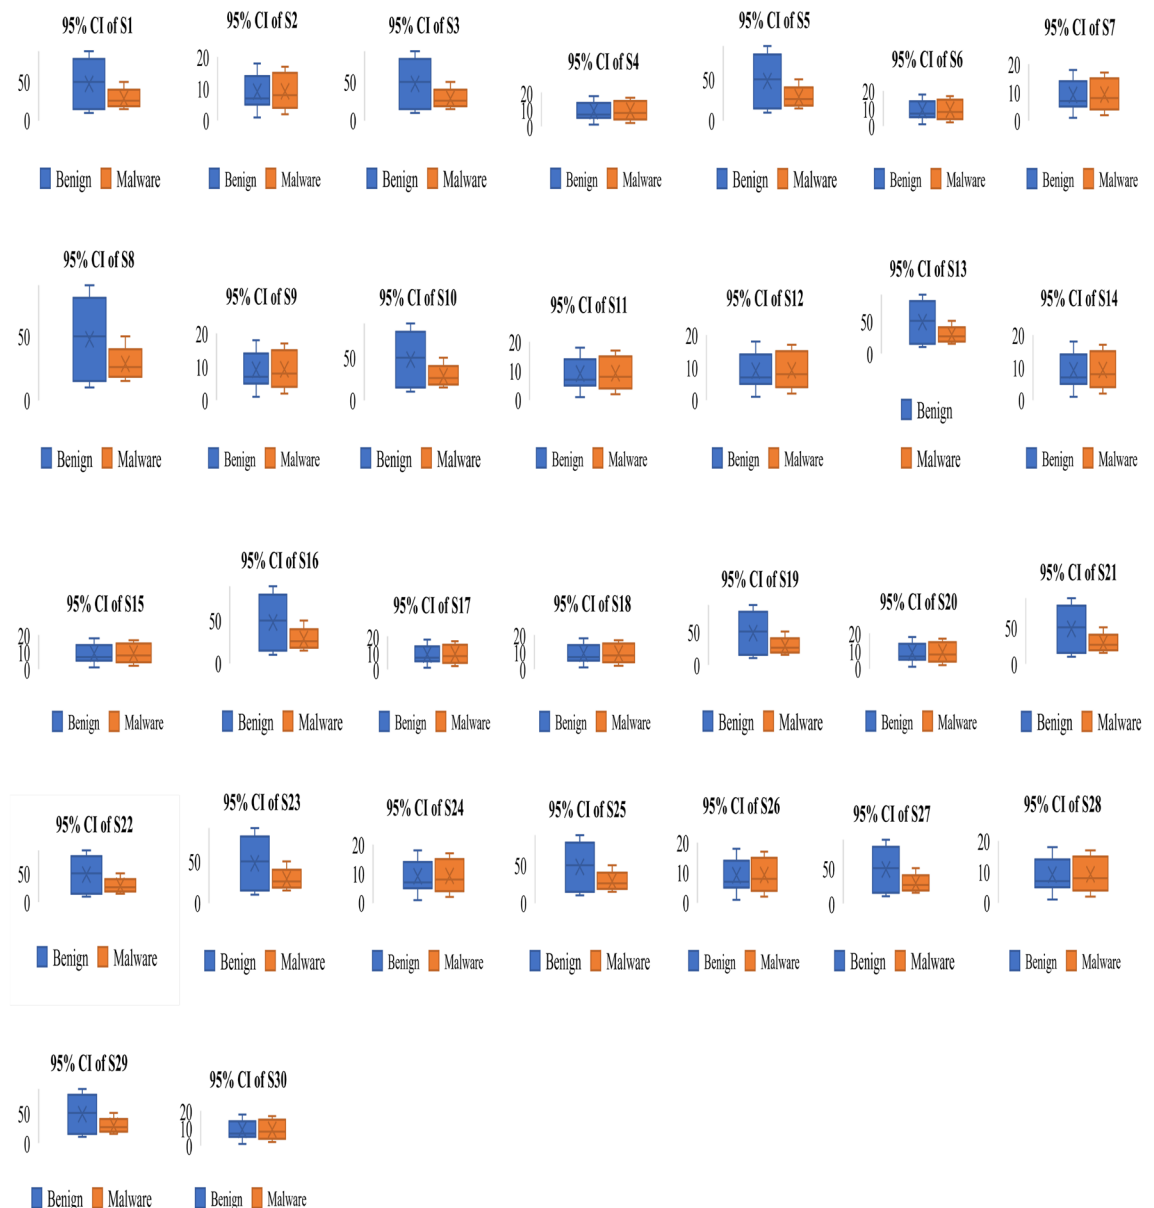 95% CI of S1
50
0
Benign Malware
95% CI of S2
20
10
0
Benign Malware
95% CI of S3
50
0
Benign Malware
95% CI of S4
20
10
0
Benign Malware
95% CI of S5
50
0
Benign Malware
95% CI of S6
20
10
0
Benign Malware
95% CI of S7
20
10
0
Benign Malware
95% CI of S8
50
0
Benign Malware
95% CI of S9
20
10
0
Benign Malware
95% CI of S10
50
0
Benign Malware
95% CI of S11
20
10
0
Benign Malware
95% CI of S12
20
10
0
Benign Malware
95% CI of S13
50
0
Benign
Malware
95% CI of S14
20
10
0
Benign Malware
95% CI of S15
20
10
0
Benign Malware
95% CI of S16
50
0
Benign Malware
95% CI of S17
20
10
0
Benign Malware
95% CI of S18
20
10
0
Benign Malware
95% CI of S19
50
0
Benign Malware
95% CI of S20
20
10
0
Benign Malware
95% CI of S21
50
0
Benign Malware
95% CI of S22
50
0
Benign Malware
95% CI of S23
50
0
Benign Malware
95% CI of S24
20
10
0
Benign Malware
95% CI of S25
50
0
Benign Malware
95% CI of S26
20
10
0
Benign Malware
95% CI of S27
50
0
Benign Malware
95% CI of S28
20
10
0
Benign Malware
95% CI of S29
50
0
Benign Malware
95% CI of S30
20
10
0
Benign Malware